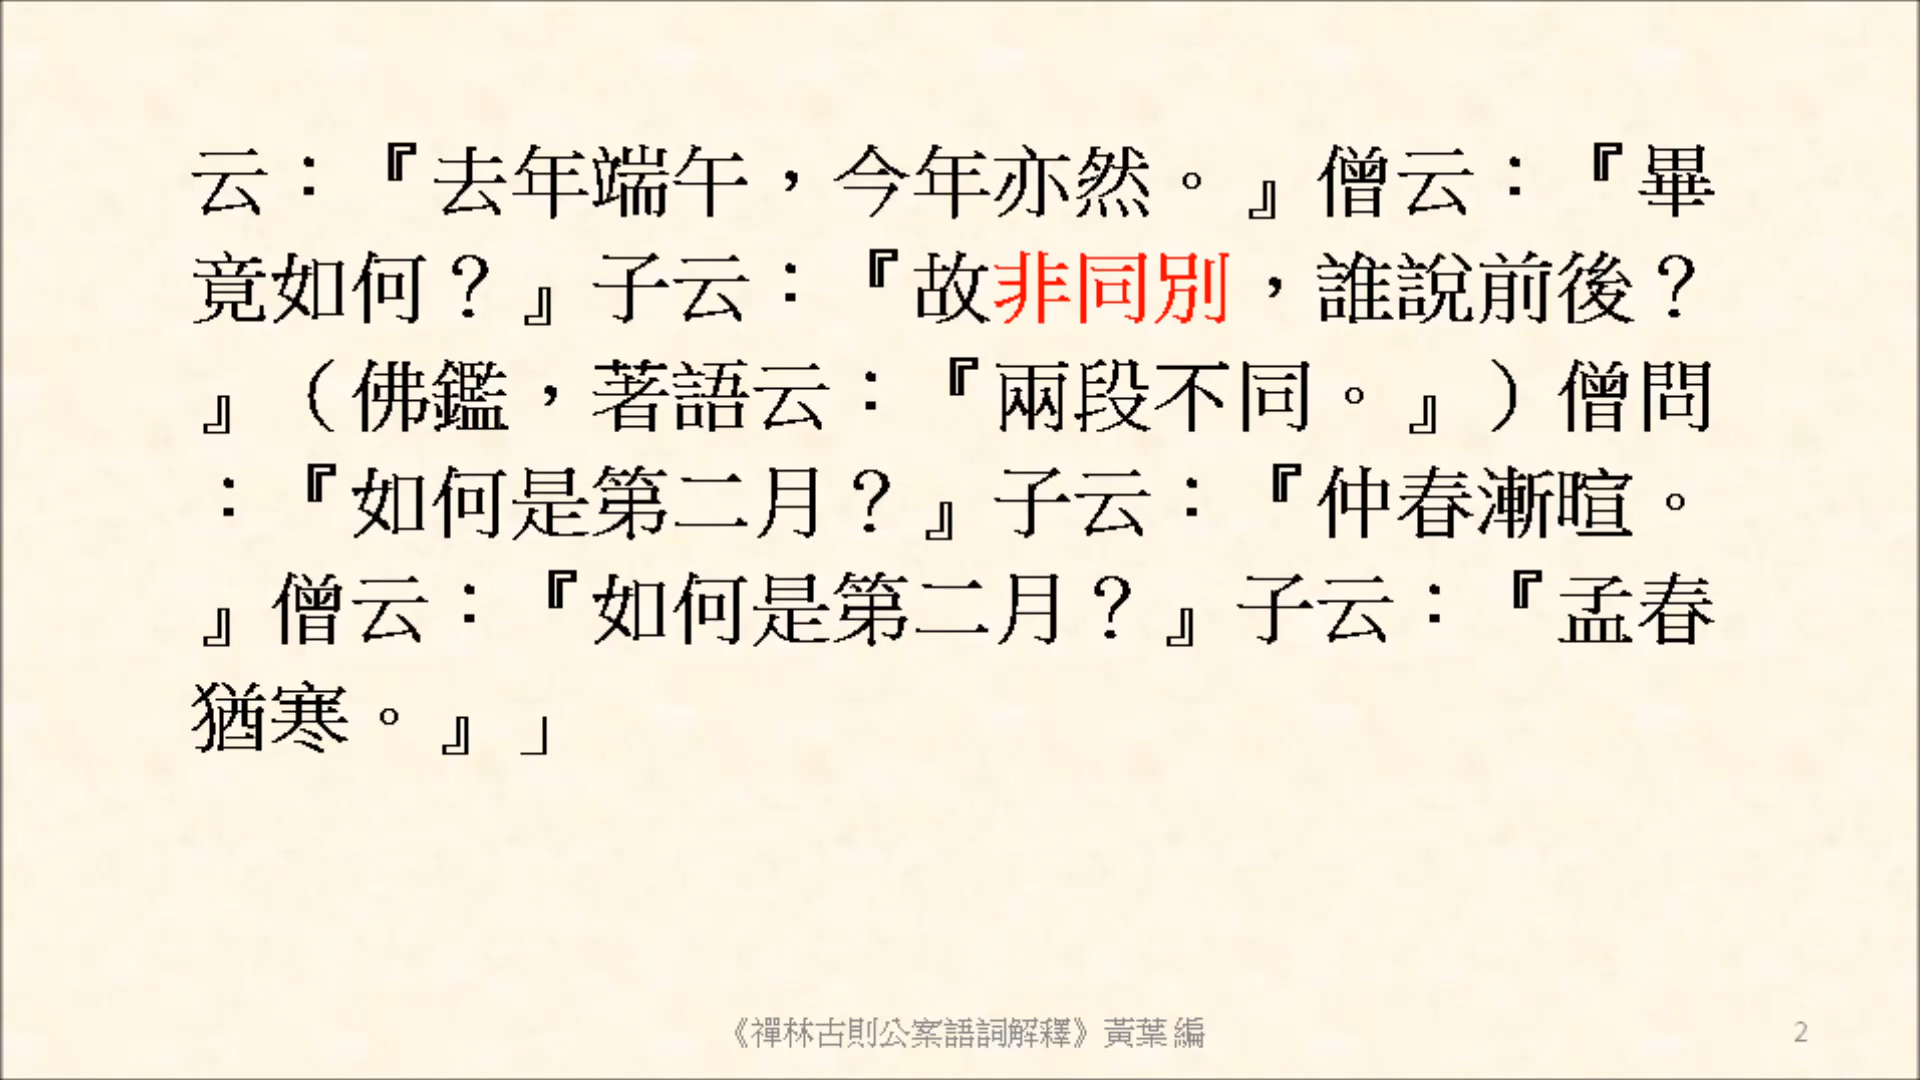 云：『去年端午，今年亦然。』僧云：『畢
竟如何？』子云：『故非同別，誰說前後？
』（佛鑑，著語云：『兩段不同。』）僧問
：『如何是第二月？』子云：『仲春漸暄。
』僧云：『如何是第二月？』子云：『孟春
猶寒。』」
《禪林古則公案語詞解釋》黃葉 編
2